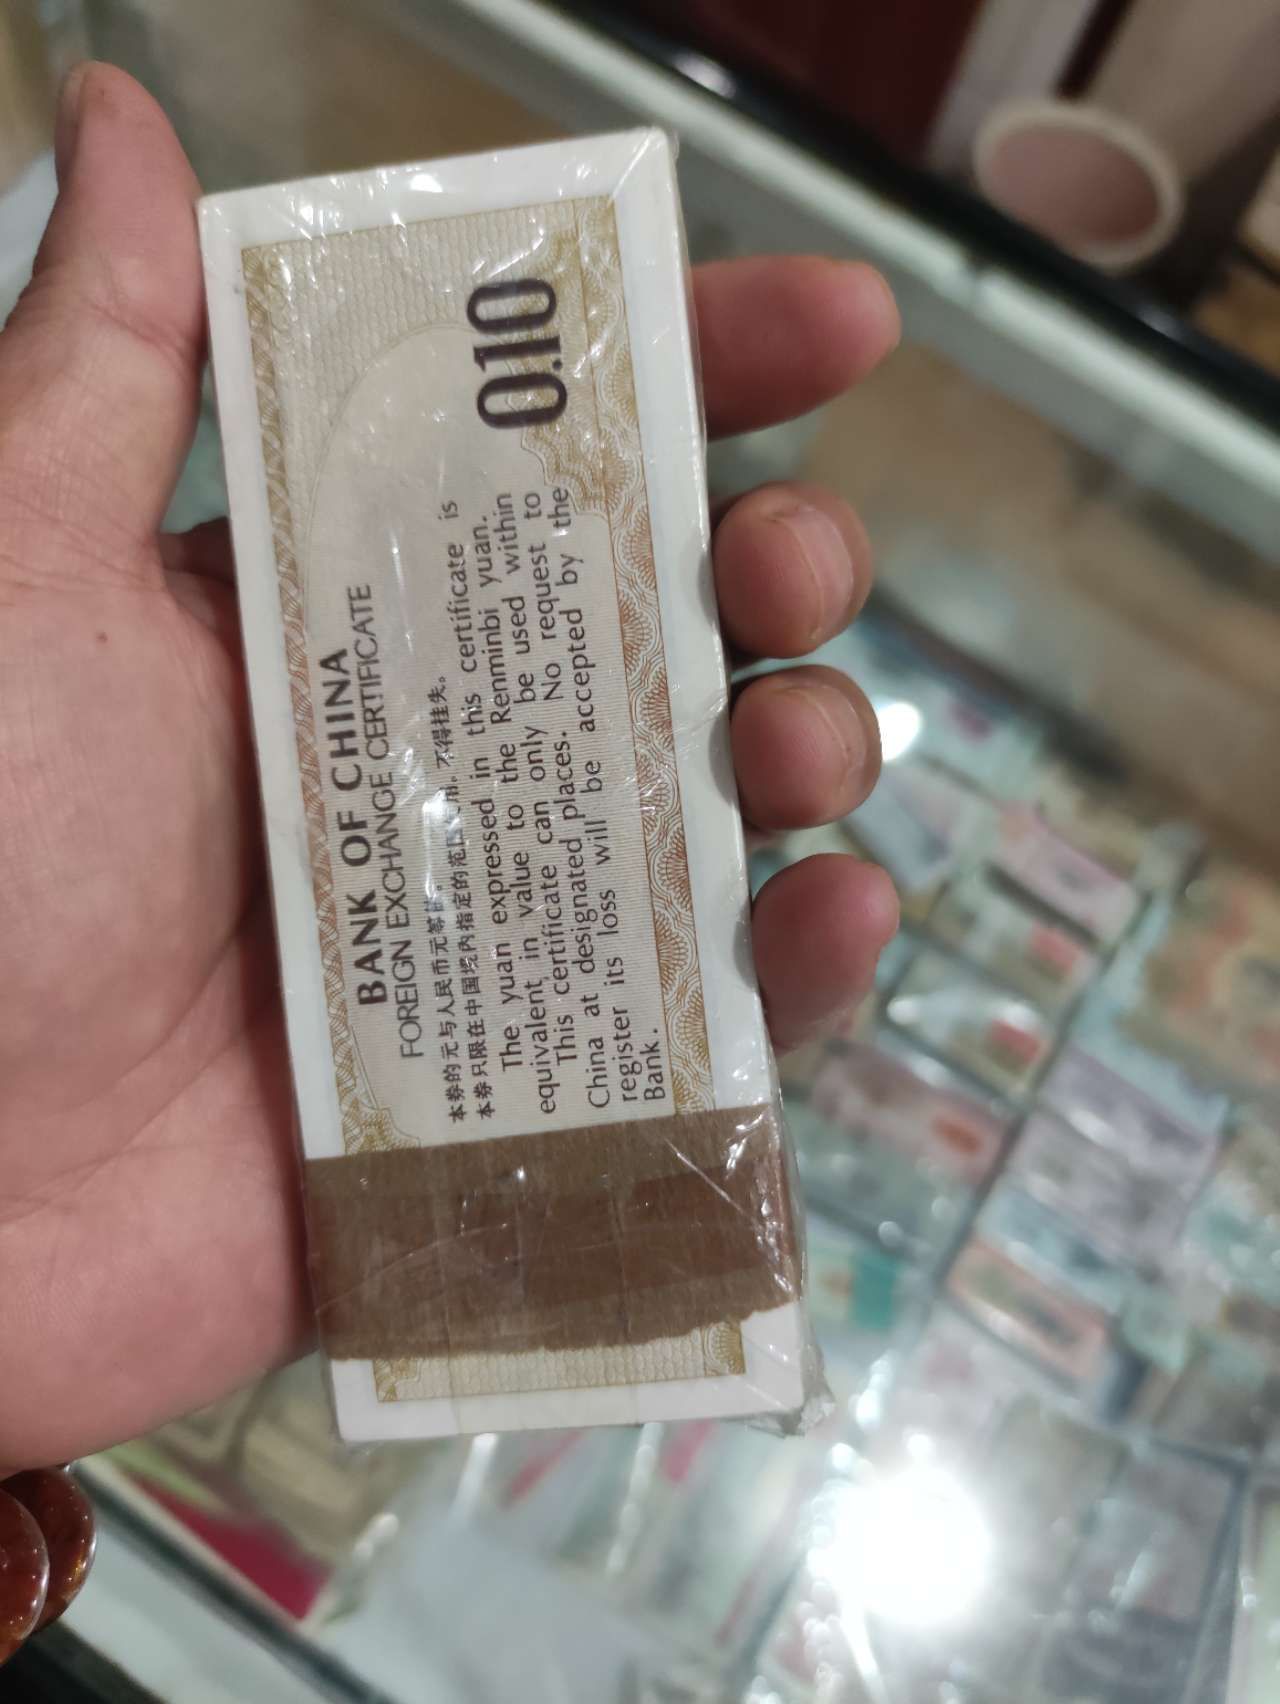 BANK OF CHINA
FOREIGN EXCHANGE CERTIFICATE
0.10
本券的元与人民币元等值。
本券只限在中国境内指定的范围使用。不得挂失。
The yuan expressed in this certificate is
equivalent in value to the Renminbi yuan.
This certificate can only be used within
China at designated places. No request to
register its loss will be accepted by the
Bank.